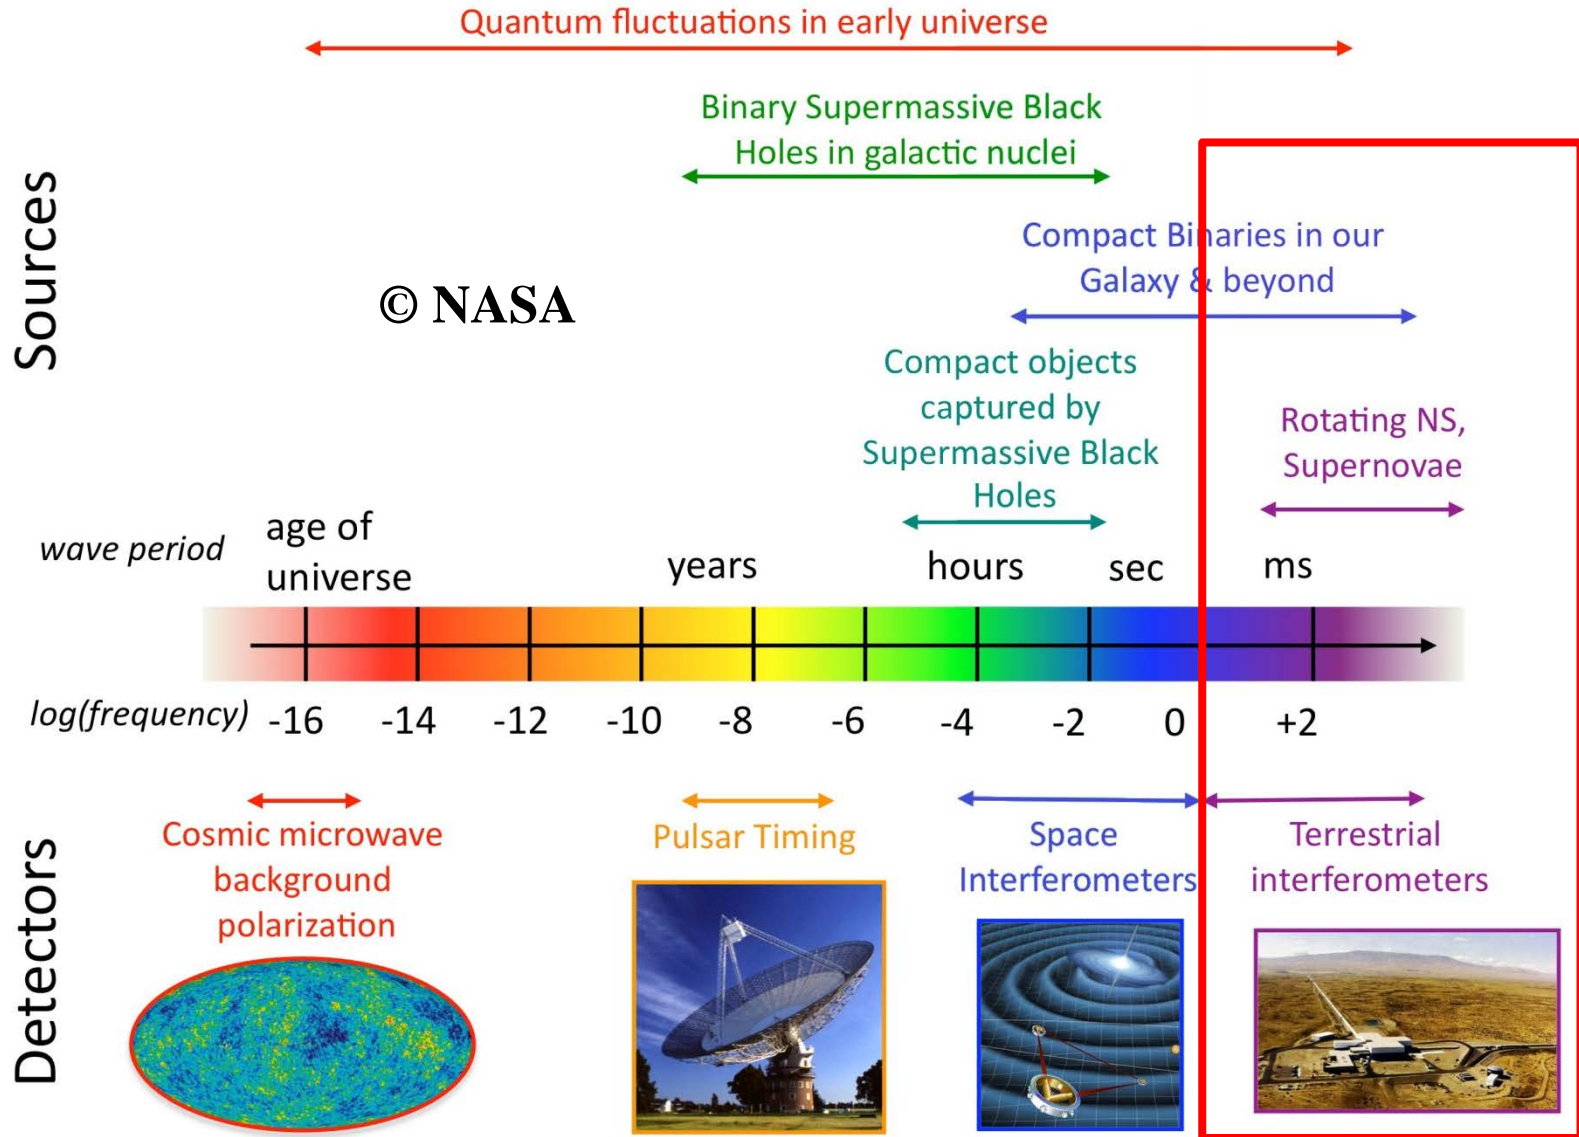 Quantum fluctuations in early universe
Binary Supermassive Black
Holes in galactic nuclei
Sources
Compact Binaries in our
Galaxy & beyond
© NASA
Compact objects
captured by
Supermassive Black
Holes
Rotating NS,
Supernovae
wave period
age of
universe
years
hours
sec
ms
log(frequency) -16 -14 -12 -10 -8 -6 -4 -2 0 +2
Detectors
Cosmic microwave
background
polarization
Pulsar Timing
Space
Interferometers
Terrestrial
interferometers